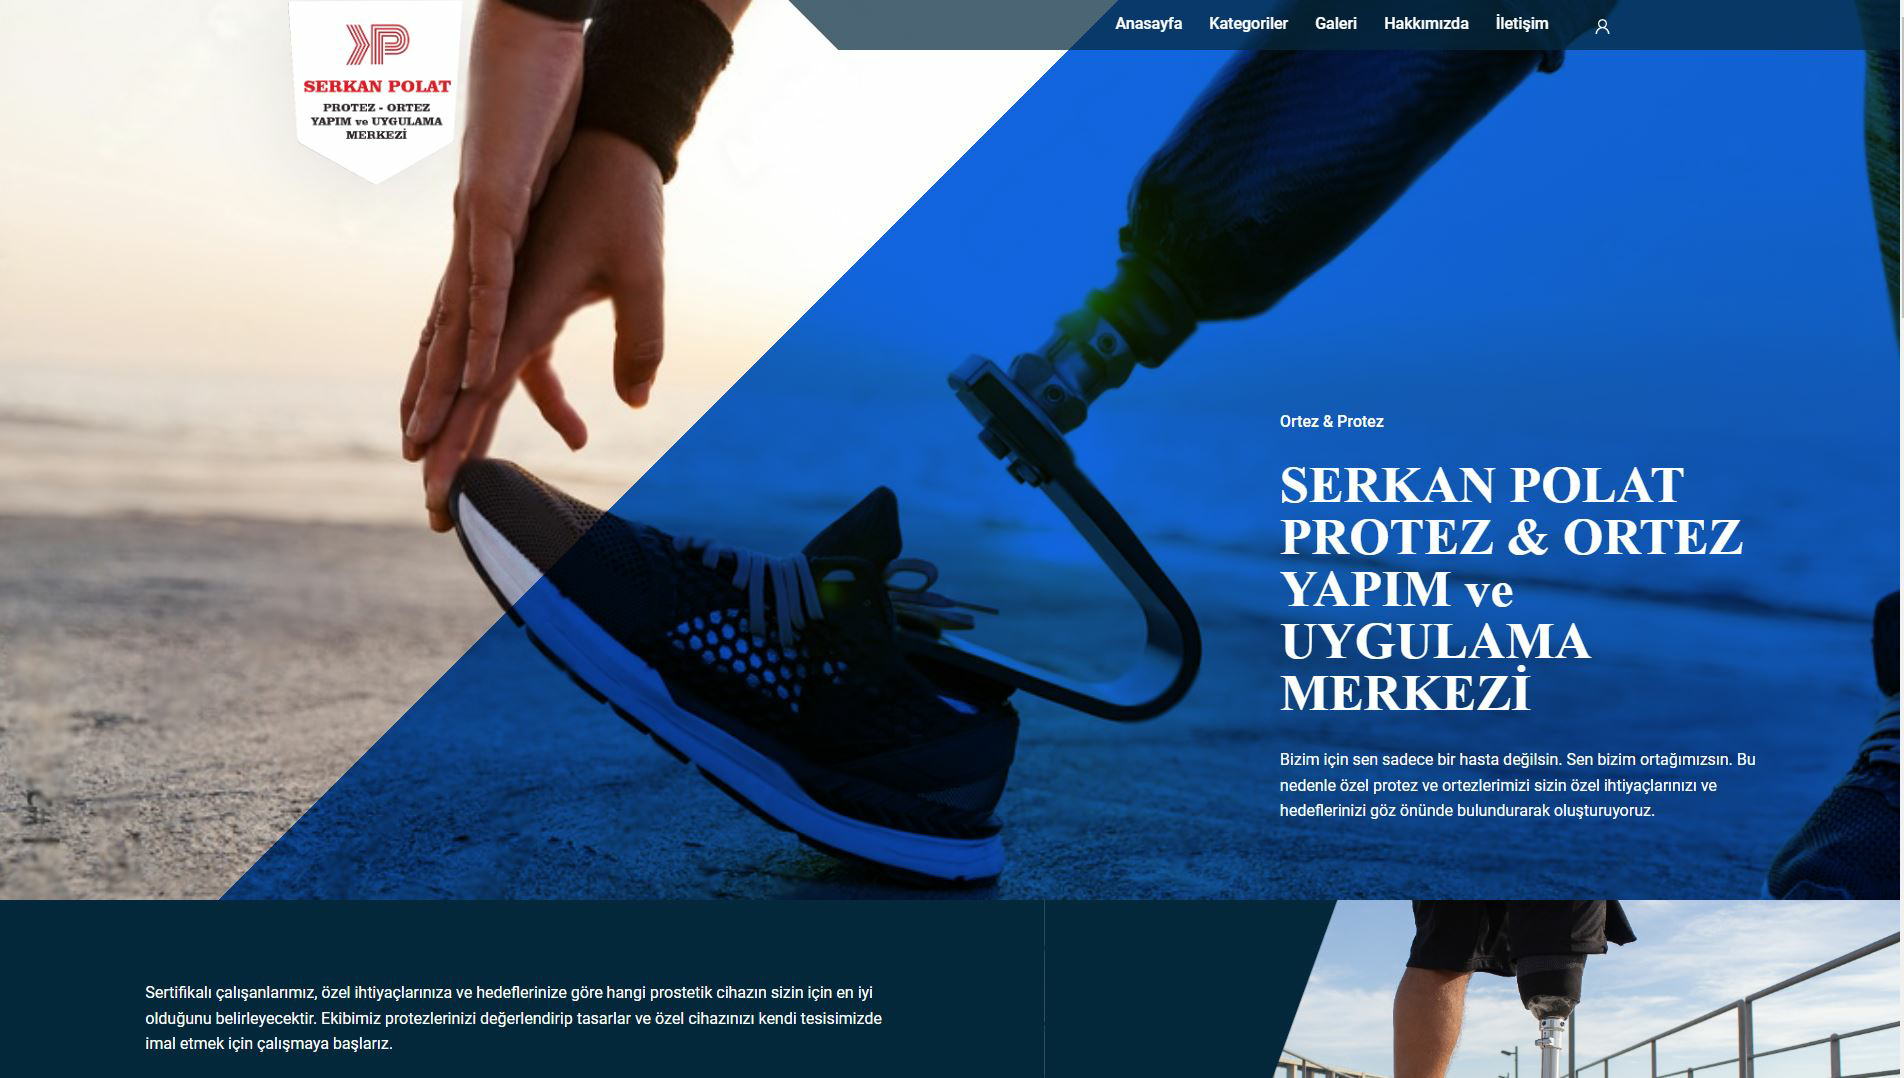 SERKAN POLAT
PROTEZ - ORTEZ
YAPIM ve UYGULAMA
MERKEZİ
Anasayfa Kategoriler Galeri Hakkımızda İletişim
Ortez & Protez
SERKAN POLAT
PROTEZ & ORTEZ
YAPIM ve
UYGULAMA
MERKEZİ
Bizim için sen sadece bir hasta değilsin. Sen bizim ortağımızsın. Bu
nedenle özel protez ve ortezlerimizi sizin özel ihtiyaçlarınızı ve
hedeflerinizi göz önünde bulundurarak oluşturuyoruz.
Sertifikalı çalışanlarımız, özel ihtiyaçlarınıza ve hedeflerinize göre hangi prostetik cihazın sizin için en iyi
olduğunu belirleyecektir. Ekibimiz protezlerinizi değerlendirip tasarlar ve özel cihazınızı kendi tesisimizde
imal etmek için çalışmaya başlarız.